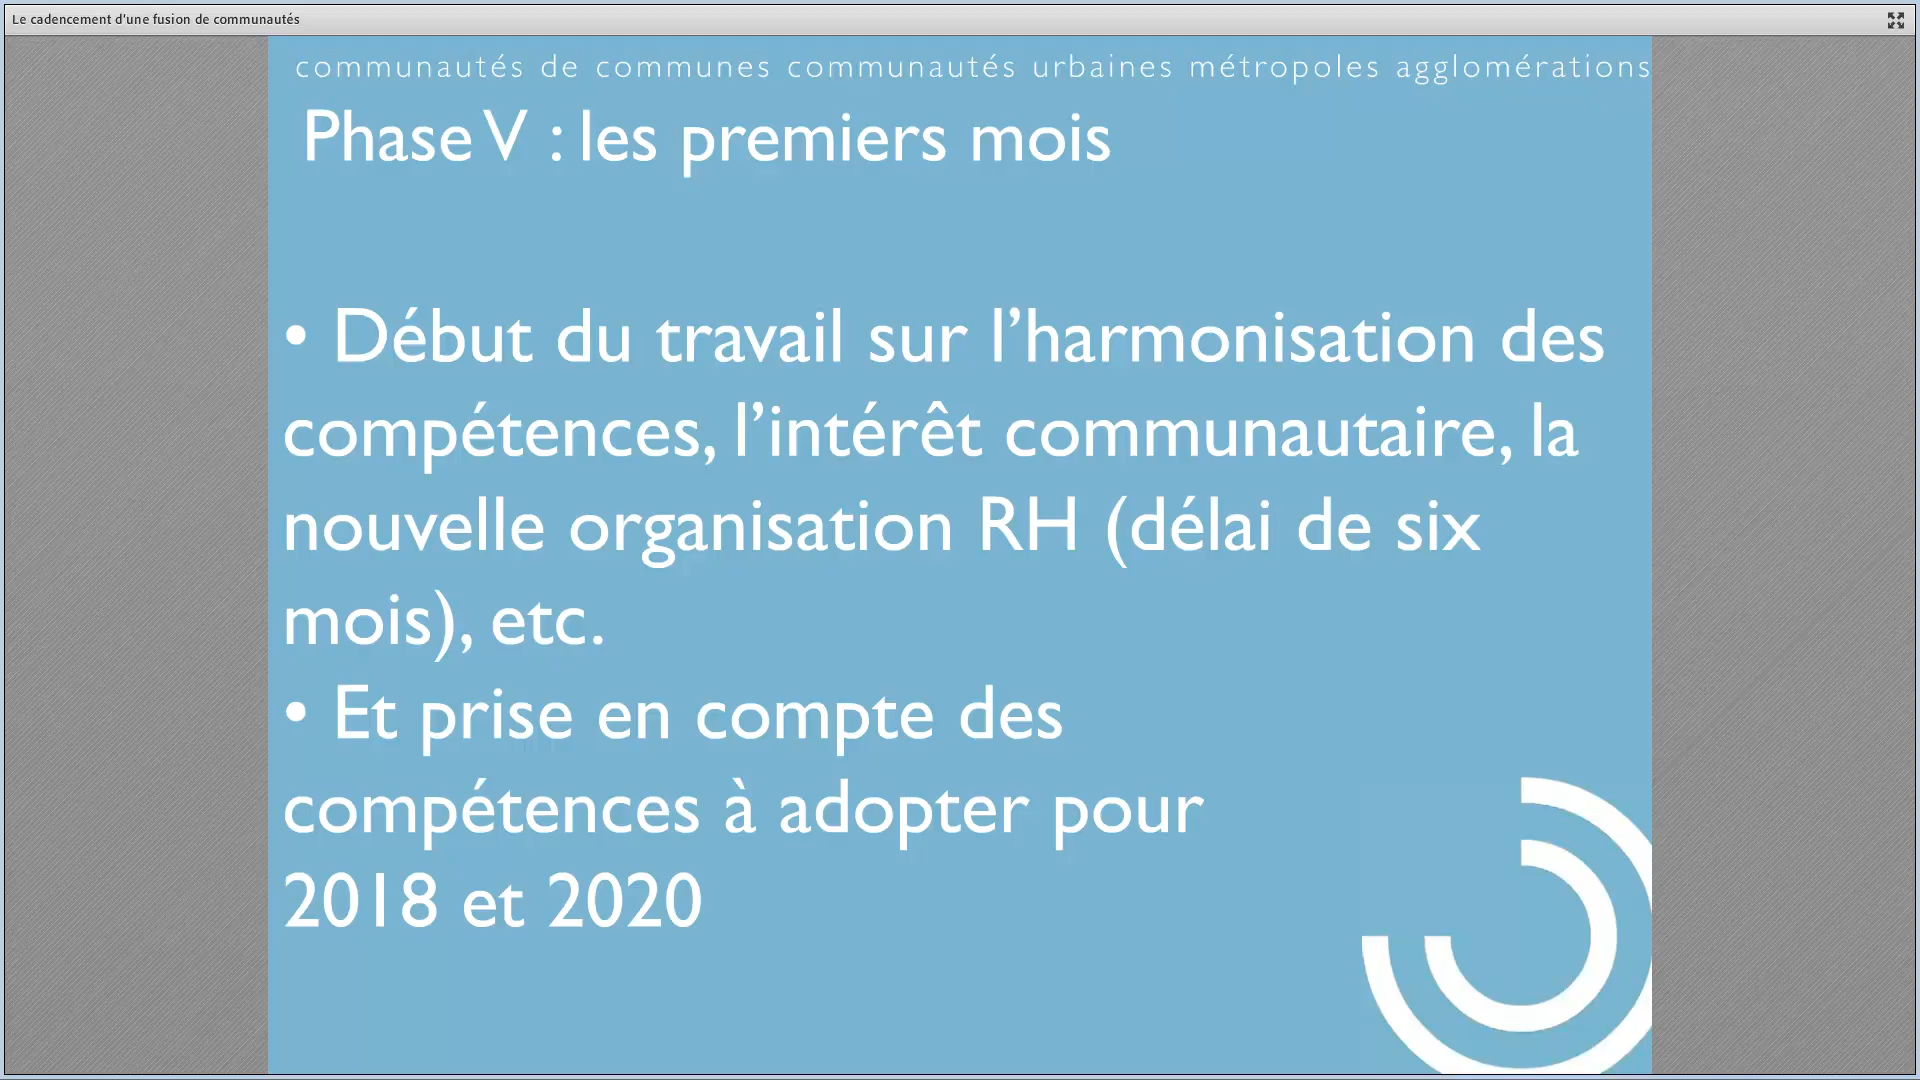 Le cadencement d'une fusion de communautés
communautés de communes communautés urbaines métropoles agglomérations
Phase V : les premiers mois
• Début du travail sur l’harmonisation des
compétences, l’intérêt communautaire, la
nouvelle organisation RH (délai de six
mois), etc.
• Et prise en compte des
compétences à adopter pour
2018 et 2020